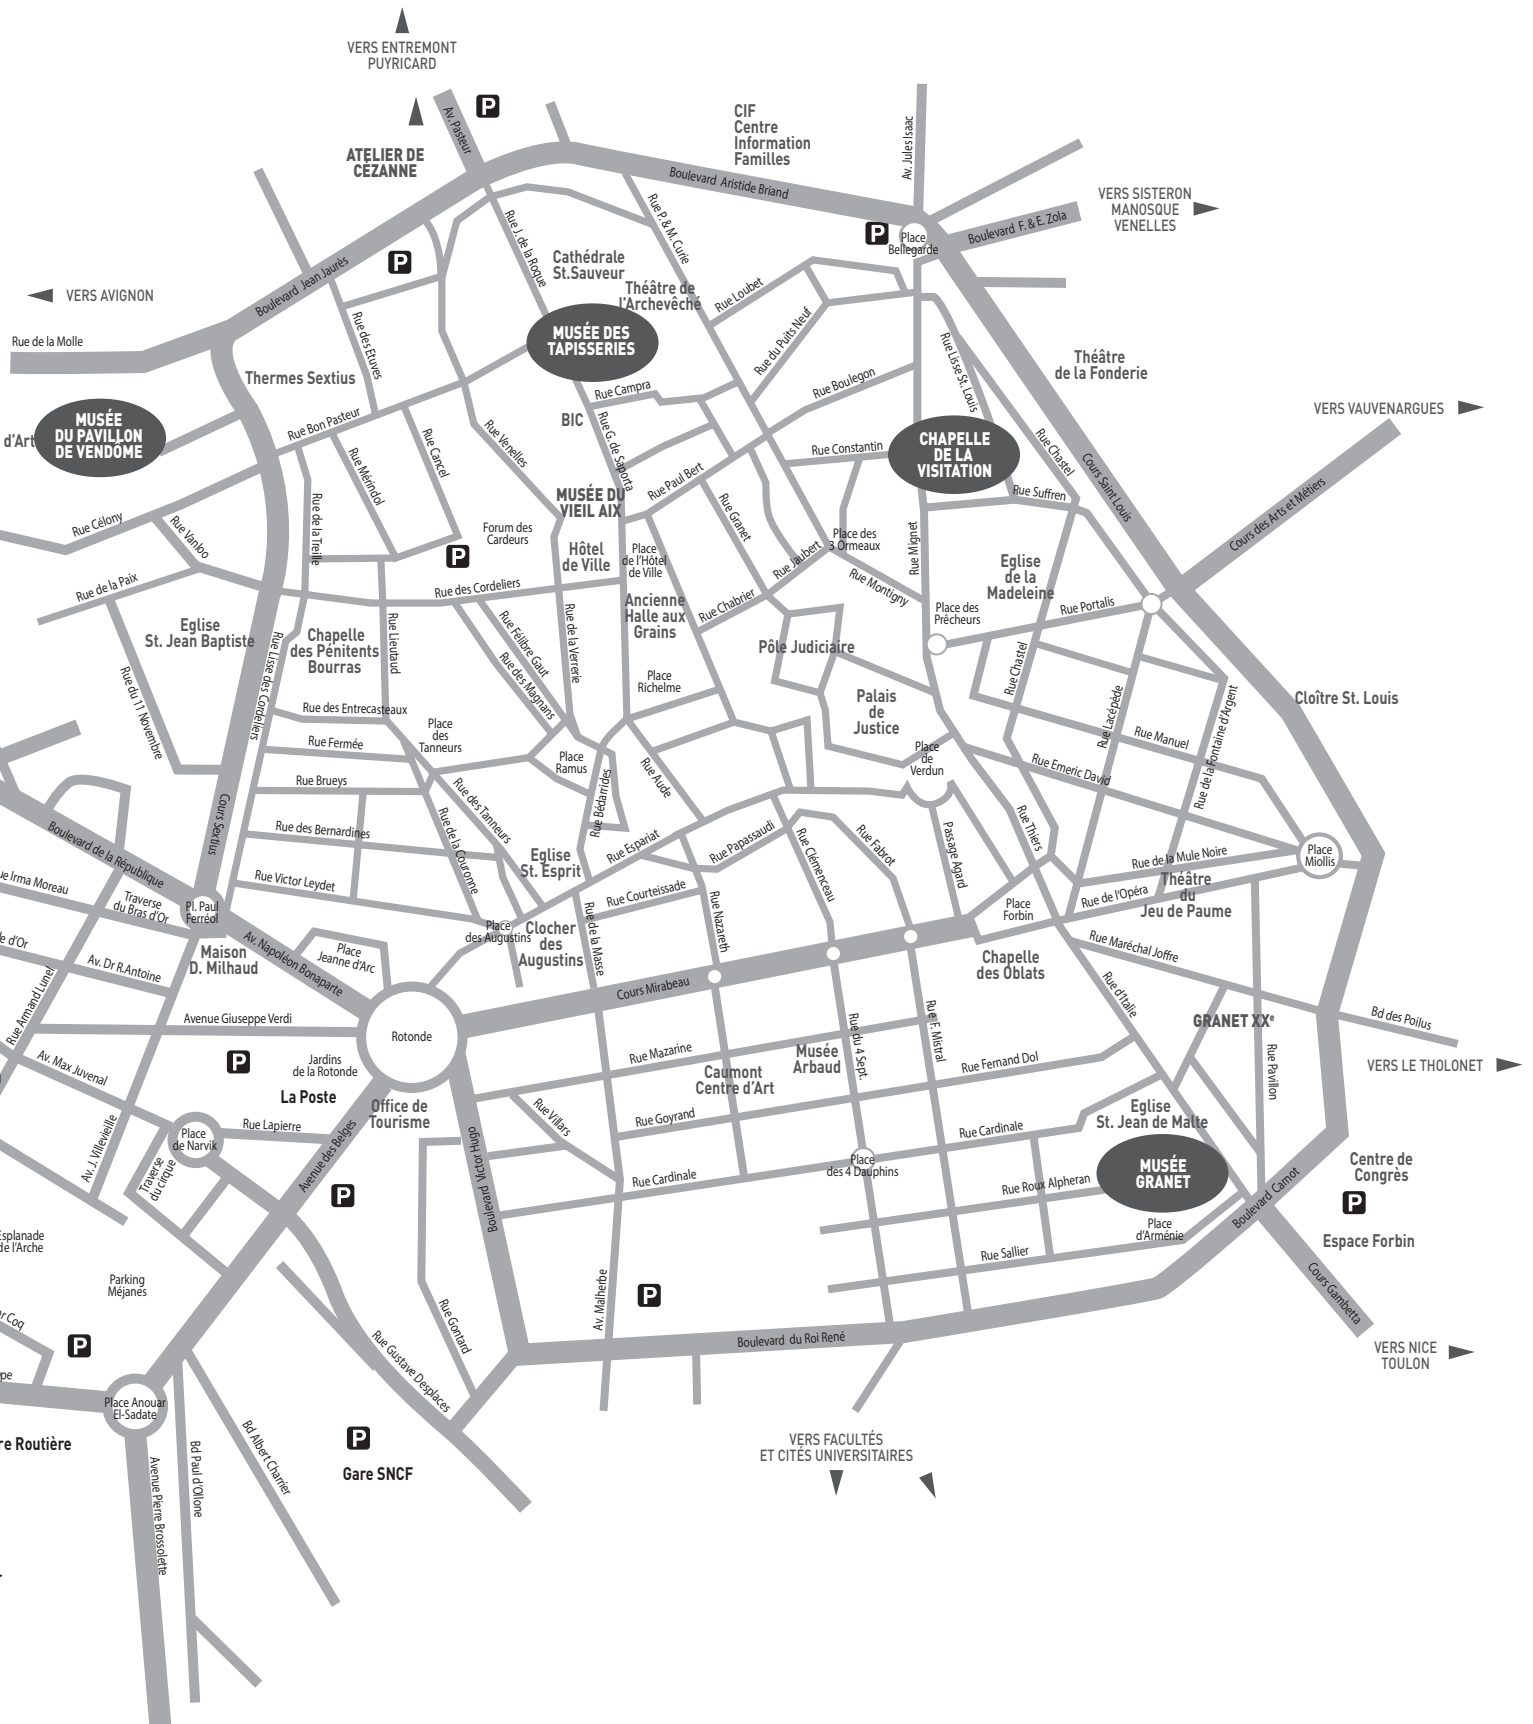 VERS ENTREMONT
PUYRICARD
P
Av. Pasteur
ATELIER DE
CÉZANNE
CIF
Centre
Information
Familles
Av. Jules Isaac
Boulevard Aristide Briand
VERS SISTERON
MANOSQUE
VENELLES
Boulevard F. & E. Zola
P
Place
Bellegarde
Rue P. & M. Curie
Rue J. de la Roque
Cathédrale
St.Sauveur
Théâtre de
l'Archevêché
P
Boulevard Jean Jaurès
VERS AVIGNON
Rue de la Molle
Rue Loubet
Rue du Puits Neuf
MUSÉE DES
TAPISSERIES
Rue des Etuves
Thermes Sextius
Rue Lisse St. Louis
Théâtre
de la Fonderie
Rue Boulegon
Rue Campra
BIC
Rue G. de Saporta
VERS VAUVENARGUES
MUSÉE
DU PAVILLON
DE VENDÔME
d'Art
Rue Bon Pasteur
Rue Cancel
Rue Venelles
Rue Mérindol
Rue Constantin
CHAPELLE
DE LA
VISITATION
Rue Chastel
Cours Saint Louis
Rue Suffren
Cours des Arts et Métiers
Rue Paul Bert
Rue Granet
MUSÉE DU
VIEIL AIX
Rue Célony
Rue Vanloo
Rue de la Treille
Forum des
Cardeurs
P
Hôtel
de Ville
Place
de l'Hôtel
de Ville
Place des
3 Ormeaux
Rue Jaubert
Rue Mignet
Rue Montigny
Eglise
de la
Madeleine
Rue de la Paix
Rue des Cordeliers
Ancienne
Halle aux
Grains
Rue Chabrier
Place des
Prêcheurs
Rue Portalis
Eglise
St. Jean Baptiste
Chapelle
des Pénitents
Bourras
Rue Lieutaud
Rue Félibre Gaut
Rue des Magnans
Rue de la Verrerie
Pôle Judiciaire
Rue Lisse des Cordeliers
Rue du 11 Novembre
Place
Richelme
Palais
de
Justice
Rue Chastel
Rue Lacépède
Rue de la Fontaine d'Argent
Cloître St. Louis
Rue des Entrecasteaux
Place
des
Tanneurs
Rue Fermée
Rue Manuel
Place
de
Verdun
Rue Emeric David
Place
Ramus
Rue Aude
Rue Bédarrides
Rue Brueys
Rue des Tanneurs
Rue de la Couronne
Cours Sextius
Boulevard de la République
Rue des Bernardines
Eglise
St. Esprit
Rue Espariat
Rue Papassaudi
Rue Clémenceau
Rue Fabrot
Passage Agard
Rue Thiers
Rue de la Mule Noire
Place
Miollis
ue Irma Moreau
Traverse
du Bras d'Or
Pl. Paul
Ferréol
Rue Victor Leydet
Rue Courteissade
Rue Nazareth
Rue de l'Opéra
Théâtre
du
Jeu de Paume
Place
Forbin
e d'Or
Place
des Augustins
Clocher
des
Augustins
Rue de la Masse
Maison
D. Milhaud
Av. Napoléon Bonaparte
Place
Jeanne d'Arc
Av. Dr R.Antoine
Rue Armand Lunel
Chapelle
des Oblats
Rue Maréchal Joffre
Cours Mirabeau
Rue d'Italie
GRANET XXe
Bd des Poilus
Avenue Giuseppe Verdi
Rotonde
Rue F. Mistral
Rue du 4 Sept.
VERS LE THOLONET
P
Jardins
de la Rotonde
Av. Max Juvenal
Rue Mazarine
Musée
Arbaud
Caumont
Centre d'Art
Rue Fernand Dol
Rue Pavillon
La Poste
Office de
Tourisme
Rue Villars
Rue Goyrand
Eglise
St. Jean de Malte
Place
de Narvik
Rue Lapierre
Avenue des Belges
Boulevard Victor Hugo
Rue Cardinale
Av. J. Villevieille
Traverse
du cirque
P
Rue Cardinale
Place
des 4 Dauphins
Rue Roux Alpheran
MUSÉE
GRANET
Centre de
Congrès
P
Boulevard Carnot
Place
d'Arménie
Espace Forbin
Rue Sallier
Esplanade
de l'Arche
Parking
Méjanes
Cours Gambetta
P
Av. Malherbe
Rue Gontard
Rue Gustave Desplaces
or Coq
P
Boulevard du Roi René
VERS NICE
TOULON
ppe
Place Anouar
El-Sadate
re Routière
P
Gare SNCF
Bd Albert Charrier
Bd Paul d'Ollone
Avenue Pierre Brossolette
VERS FACULTÉS
ET CITÉS UNIVERSITAIRES